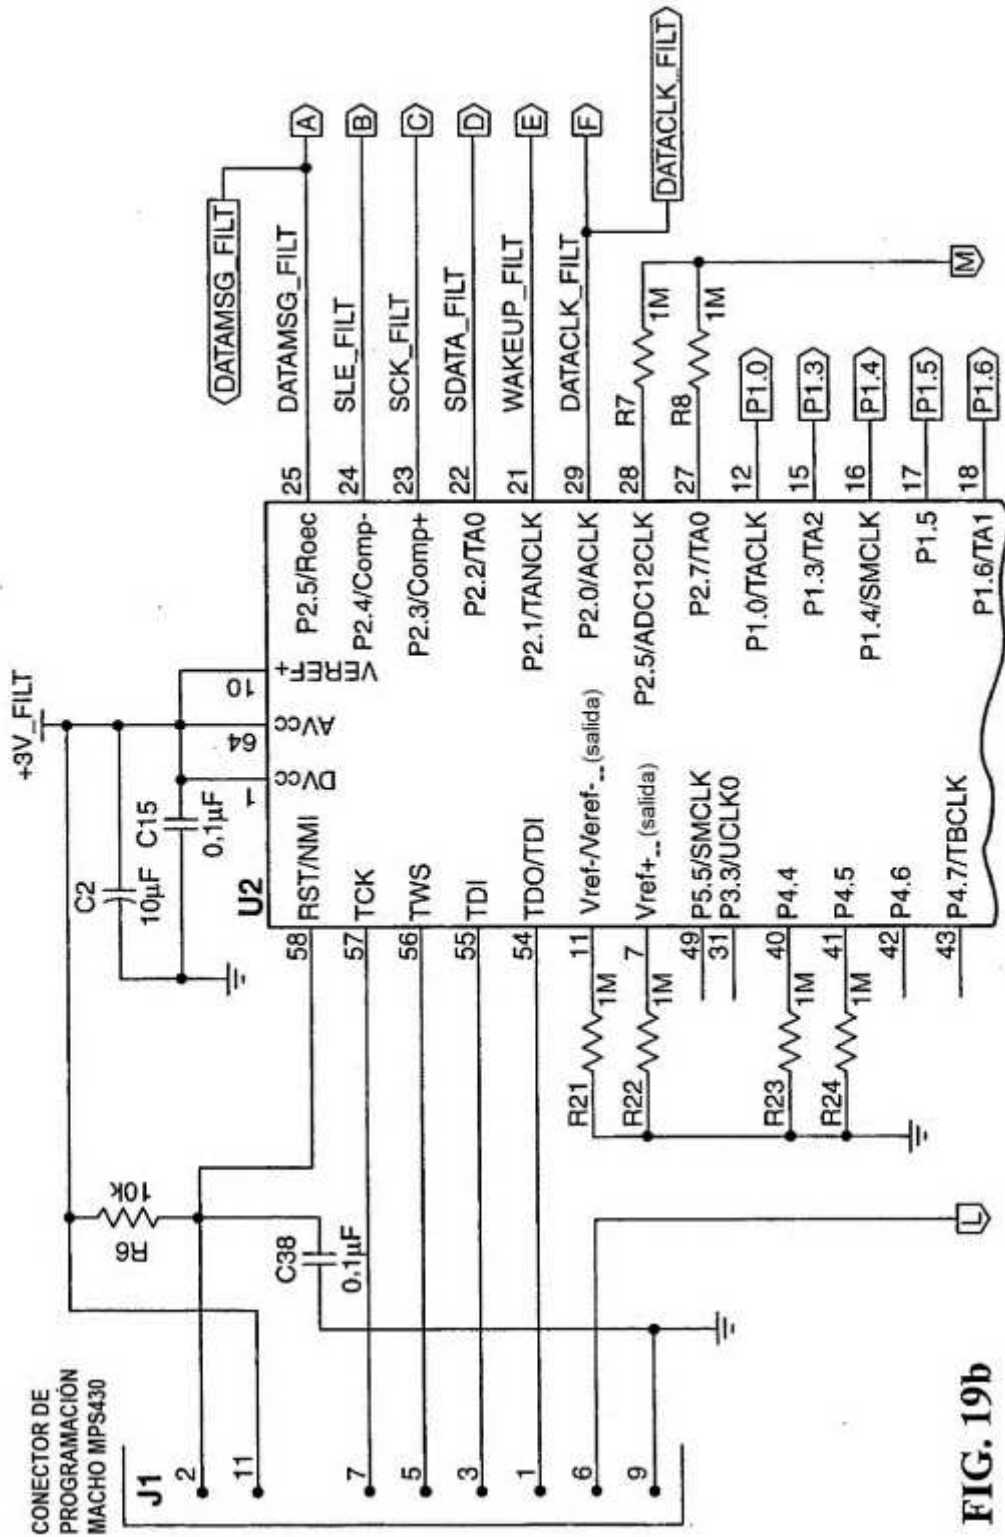 CONECTOR DE
PROGRAMACIÓN
MACHO MPS430
J1
2
11
7
5
3
1
6
9
R6
10k
C38
0,1µF
L
+3V_FILT
C2
10µF
C15
0,1µF
U2
1
64
10
DVcc
AVcc
VEREF+
58
57
56
55
54
11
7
49
31
40
41
42
43
RST/NMI
TCK
TWS
TDI
TDO/TDI
Vref-/Veref-_ _(salida)
Vref+_ _(salida)
P5.5/SMCLK
P3.3/UCLK0
P4.4
P4.5
P4.6
P4.7/TBCLK
R21
1M
R22
1M
R23
1M
R24
1M
P2.5/Rosc
P2.4/Comp-
P2.3/Comp+
P2.2/TA0
P2.1/TANCLK
P2.0/ACLK
P2.5/ADC12CLK
P2.7/TA0
P1.0/TACLK
P1.3/TA2
P1.4/SMCLK
P1.5
P1.6/TA1
25
24
23
22
21
29
28
27
12
15
16
17
18
DATAMSG_FILT
DATAMSG_FILT
SLE_FILT
SCK_FILT
SDATA_FILT
WAKEUP_FILT
DATACLK_FILT
DATACLK_FILT
A
B
C
D
E
F
R7
1M
R8
1M
M
P1.0
P1.3
P1.4
P1.5
P1.6
FIG. 19b